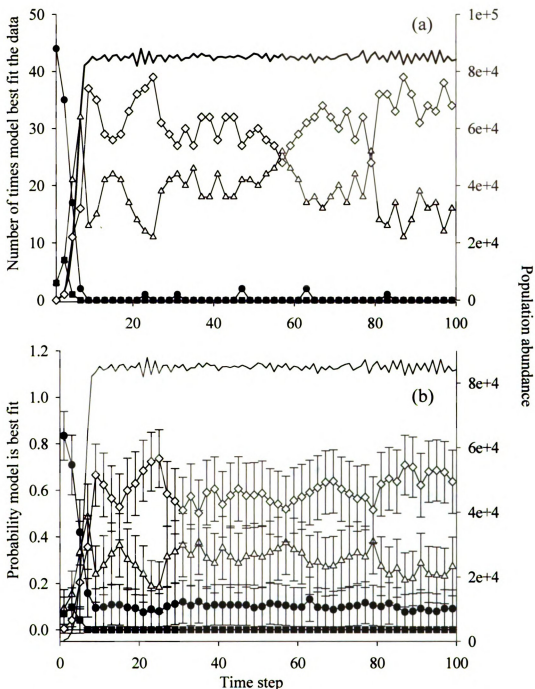 Number of times model best fit the data
50
40
30
20
10
0
(a)
1e+5
8e+4
6e+4
4e+4
2e+4
0
20 40 60 80 100
Population abundance
Probability model is best fit
1.2
1.0
0.8
0.6
0.4
0.2
0.0
(b)
8e+4
6e+4
4e+4
2e+4
0
0 20 40 60 80 100
Time step